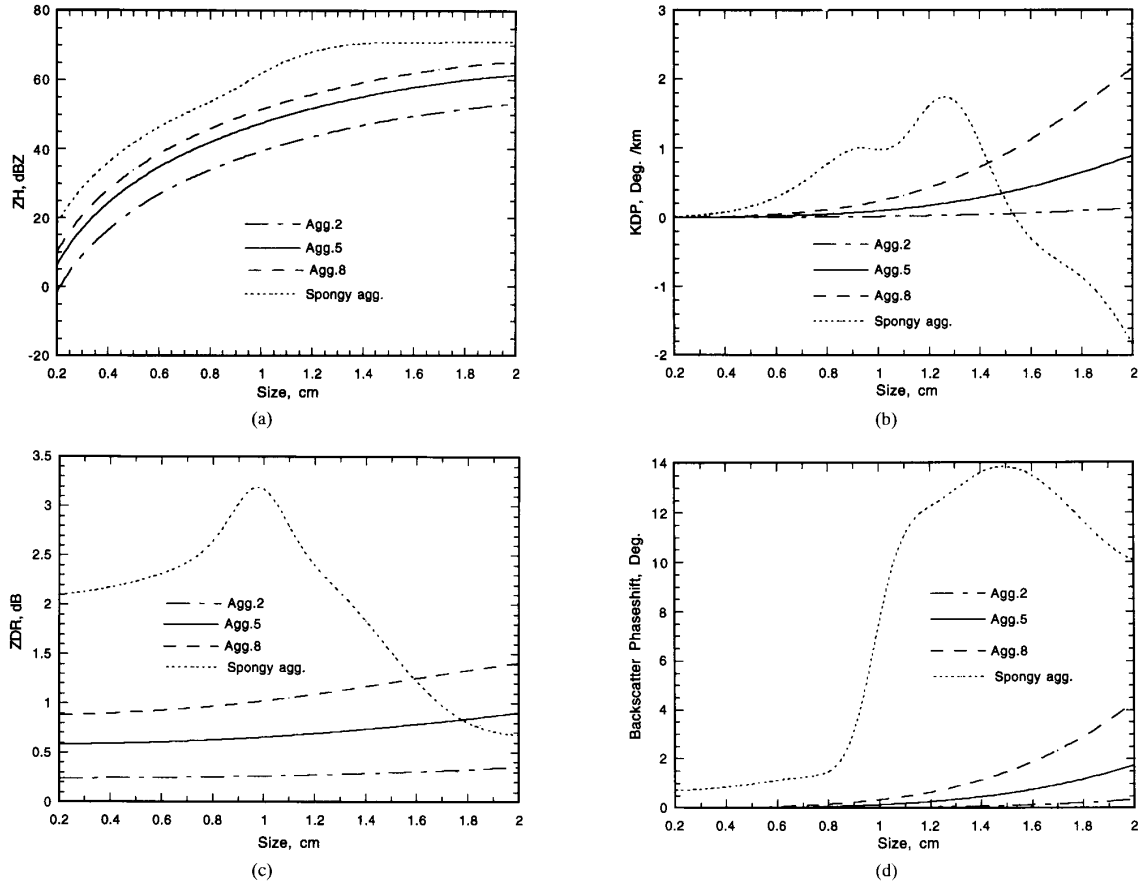 80
60
40
20
0
-20
ZH, dBZ
Agg.2
Agg.5
Agg.8
Spongy agg.
0.2 0.4 0.6 0.8 1 1.2 1.4 1.6 1.8 2
Size, cm
(a)
3
2
1
0
-1
-2
KDP, Deg. /km
Agg.2
Agg.5
Agg.8
Spongy agg.
0.2 0.4 0.6 0.8 1 1.2 1.4 1.6 1.8 2
Size, cm
(b)
3.5
3
2.5
2
1.5
1
0.5
0
ZDR, dB
Agg.2
Agg.5
Agg.8
Spongy agg.
0.2 0.4 0.6 0.8 1 1.2 1.4 1.6 1.8 2
Size, cm
(c)
14
12
10
8
6
4
2
0
Backscatter Phaseshift, Deg.
Agg.2
Agg.5
Agg.8
Spongy agg.
0.2 0.4 0.6 0.8 1 1.2 1.4 1.6 1.8 2
Size, cm
(d)